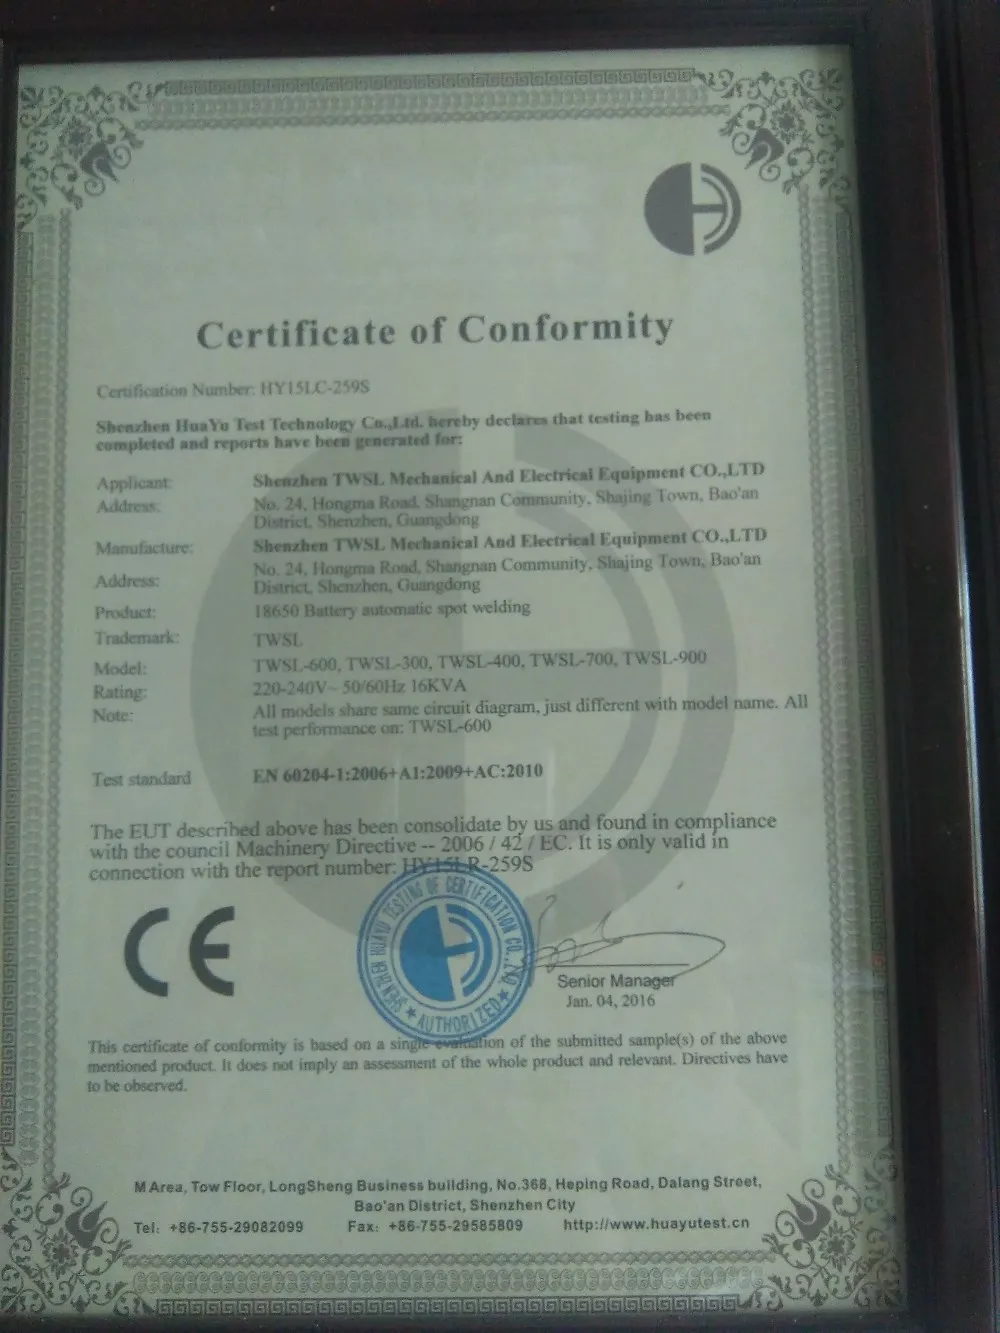 Certificate of Conformity
Certification Number: HY15LC-259S
Shenzhen HuaYu Test Technology Co.,Ltd. hereby declares that testing has been
completed and reports have been generated for:
Applicant: Shenzhen TWSL Mechanical And Electrical Equipment CO.,LTD
Address: No. 24, Hongma Road, Shangnan Community, Shajing Town, Bao'an
District, Shenzhen, Guangdong
Manufacture: Shenzhen TWSL Mechanical And Electrical Equipment CO.,LTD
Address: No. 24, Hongma Road, Shangnan Community, Shajing Town, Bao'an
District, Shenzhen, Guangdong
Product: 18650 Battery automatic spot welding
Trademark: TWSL
Model: TWSL-600, TWSL-300, TWSL-400, TWSL-700, TWSL-900
Rating: 220-240V~ 50/60Hz 16KVA
Note: All models share same circuit diagram, just different with model name. All
test performance on: TWSL-600
Test standard EN 60204-1:2006+A1:2009+AC:2010
The EUT described above has been consolidate by us and found in compliance
with the council Machinery Directive -- 2006 / 42 / EC. It is only valid in
connection with the report number: HY15LR-259S
CE
SHENZHEN HUAYU TESTING OF CERTIFICATION CO.,LTD
★ AUTHORIZED ★
Senior Manager
Jan. 04, 2016
This certificate of conformity is based on a single evaluation of the submitted sample(s) of the above
mentioned product. It does not imply an assessment of the whole product and relevant. Directives have
to be observed.
M Area, Tow Floor, LongSheng Business building, No.368, Heping Road, Dalang Street,
Bao'an District, Shenzhen City
Tel: +86-755-29082099 Fax: +86-755-29585809 http://www.huayutest.cn